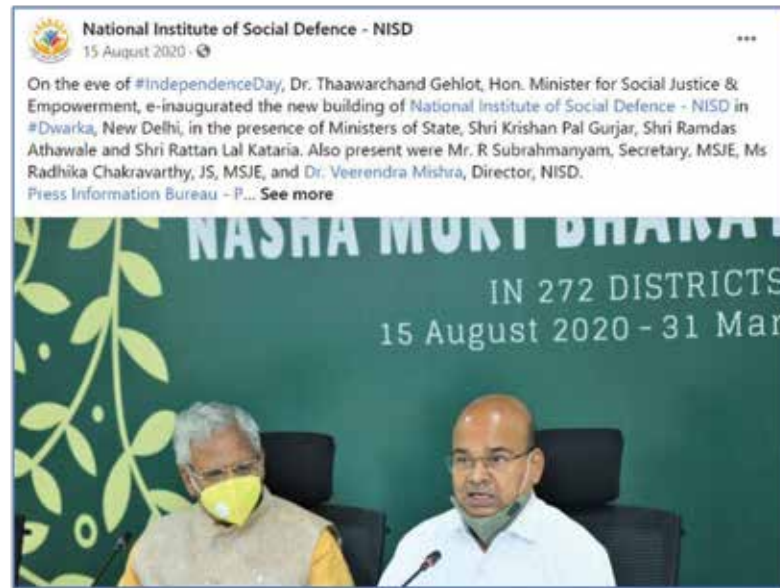 National Institute of Social Defence - NISD
15 August 2020 ·
On the eve of #IndependenceDay, Dr. Thaawarchand Gehlot, Hon. Minister for Social Justice &
Empowerment, e-inaugurated the new building of National Institute of Social Defence - NISD in
#Dwarka, New Delhi, in the presence of Ministers of State, Shri Krishan Pal Gurjar, Shri Ramdas
Athawale and Shri Rattan Lal Kataria. Also present were Mr. R Subrahmanyam, Secretary, MSJE, Ms
Radhika Chakravarthy, JS, MSJE, and Dr. Veerendra Mishra, Director, NISD.
Press Information Bureau - P... See more
NASHA MUKT BHARAT
IN 272 DISTRICTS
15 August 2020 - 31 Mar